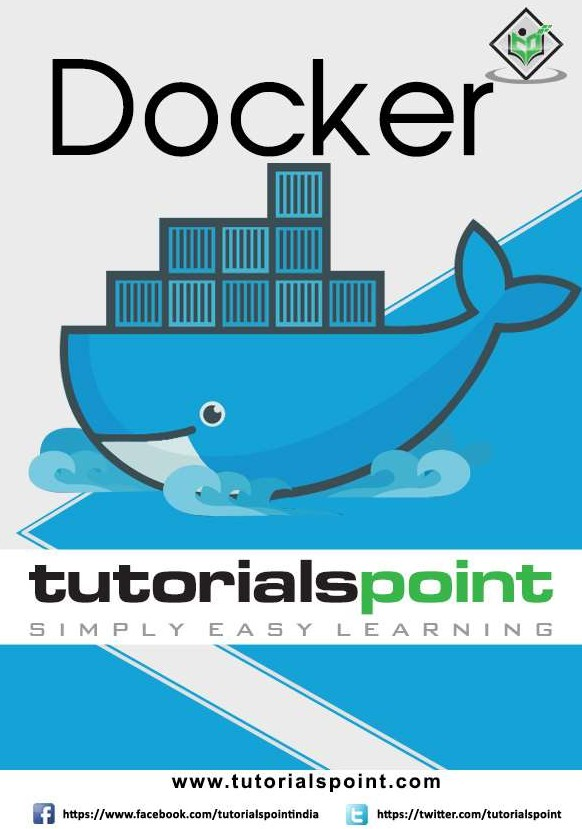 Docker
tutorialspoint
SIMPLY EASY LEARNING
www.tutorialspoint.com
https://www.facebook.com/tutorialspointindia
https://twitter.com/tutorialspoint